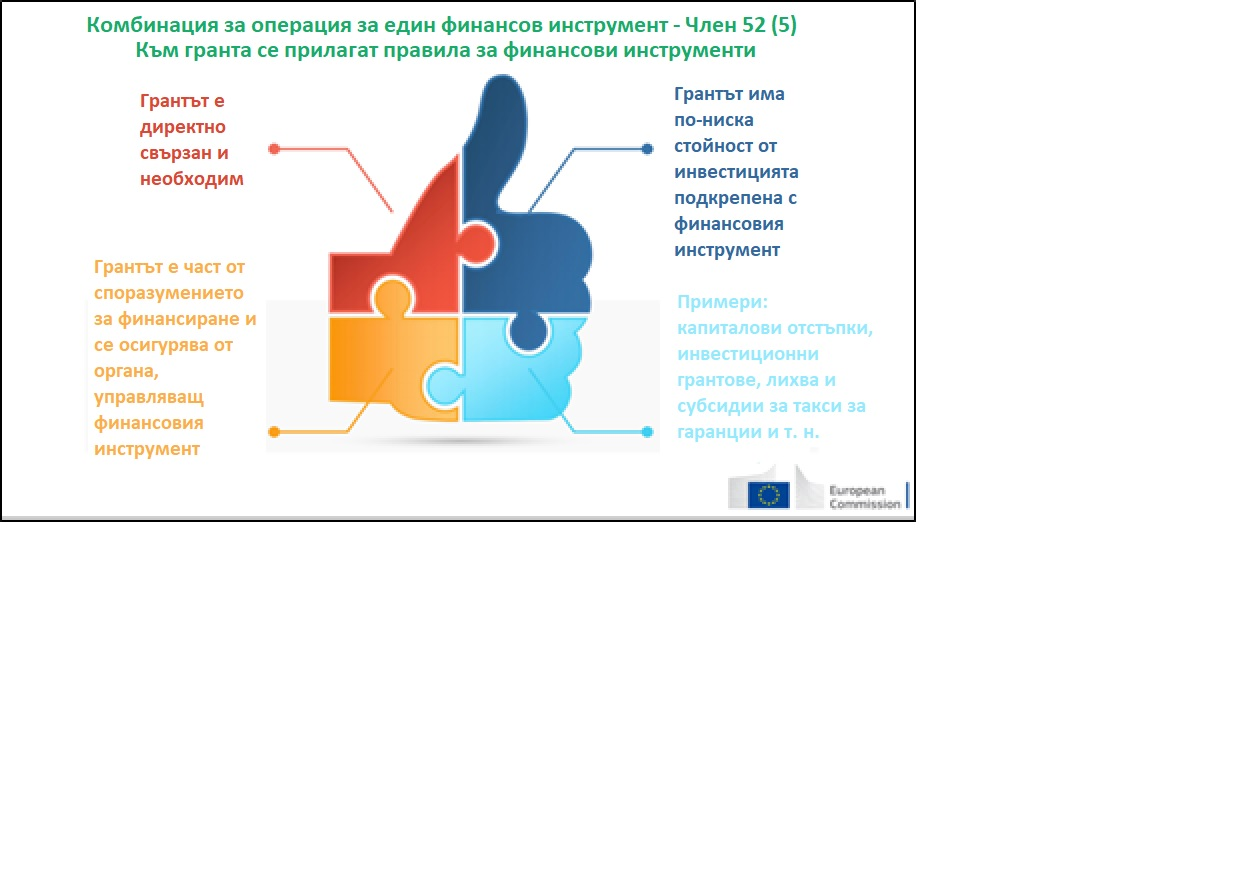 Комбинация за операция за един финансов инструмент - Член 52 (5)
Към гранта се прилагат правила за финансови инструменти
Грантът е
директно
свързан и
необходим
Грантът има
по-ниска
стойност от
инвестицията
подкрепена с
финансовия
инструмент
Грантът е част от
споразумението
за финансиране и
се осигурява от
органа,
управляващ
финансовия
инструмент
Примери:
капиталови отстъпки,
инвестиционни
грантове, лихва и
субсидии за такси за
гаранции и т. н.
European
Commission